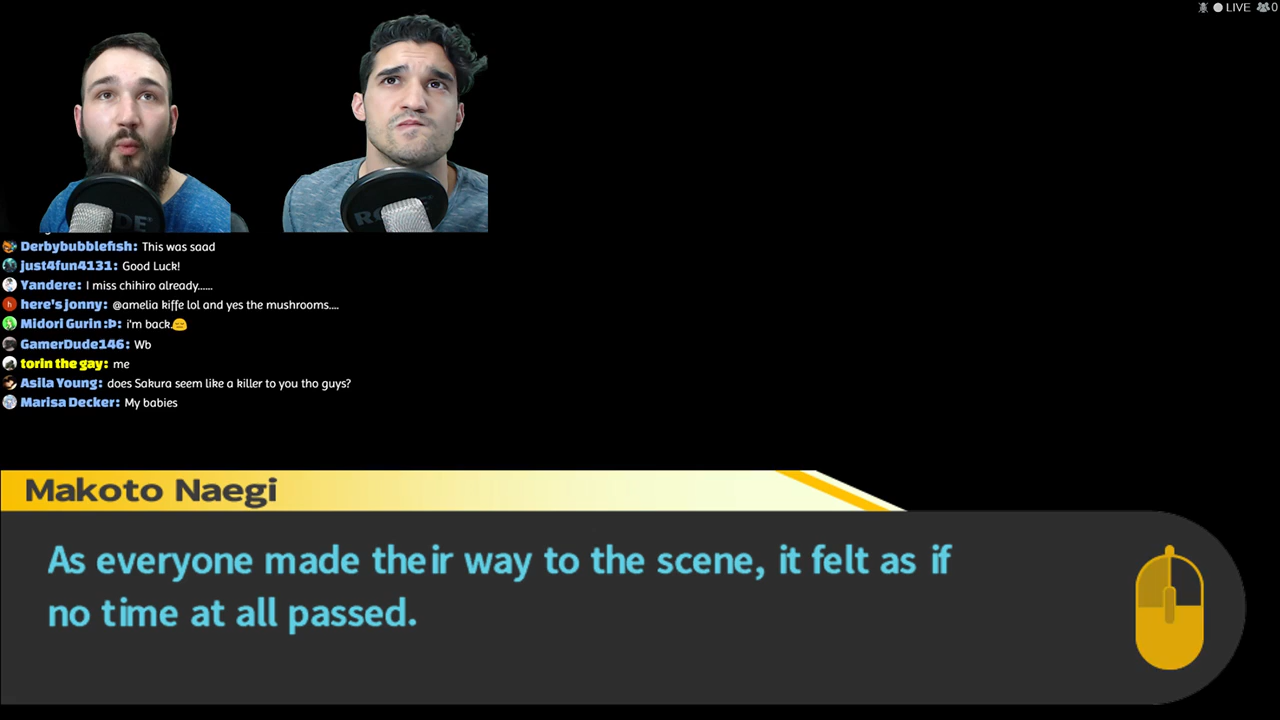 LIVE 0
Derbybubblefish: This was saad
just4fun4131: Good Luck!
Yandere: I miss chihiro already......
here's jonny: @amelia kiffe lol and yes the mushrooms....
Midori Gurin :Þ: i'm back😔
GamerDude146: Wb
torin the gay: me
Asila Young: does Sakura seem like a killer to you tho guys?
Marisa Decker: My babies
Makoto Naegi
As everyone made their way to the scene, it felt as if
no time at all passed.